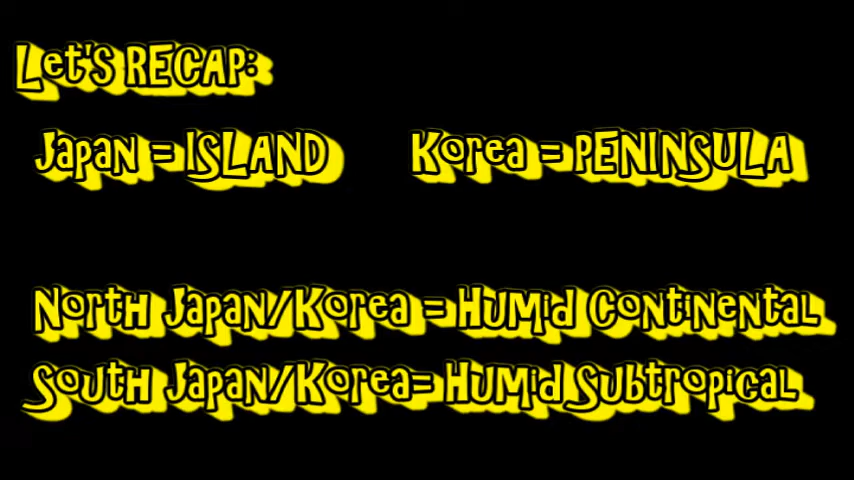 Let's RECAP:
Japan = ISLAND Korea = PENINSULA
North Japan/Korea = Humid Continental
South Japan/Korea= Humid Subtropical